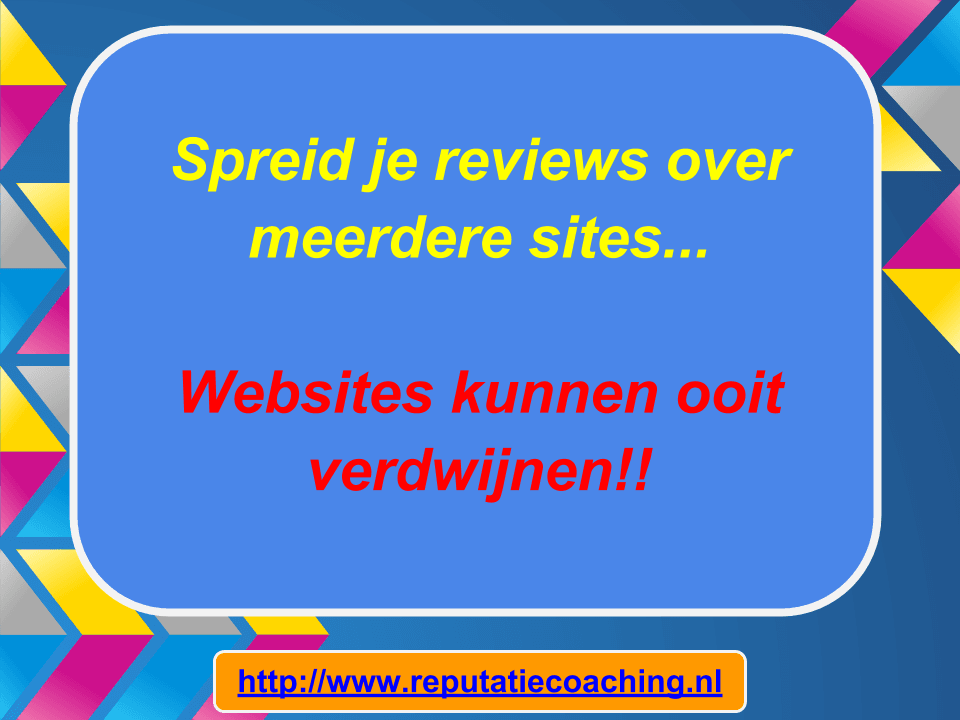 Spreid je reviews over
meerdere sites...
Websites kunnen ooit
verdwijnen!!
http://www.reputatiecoaching.nl